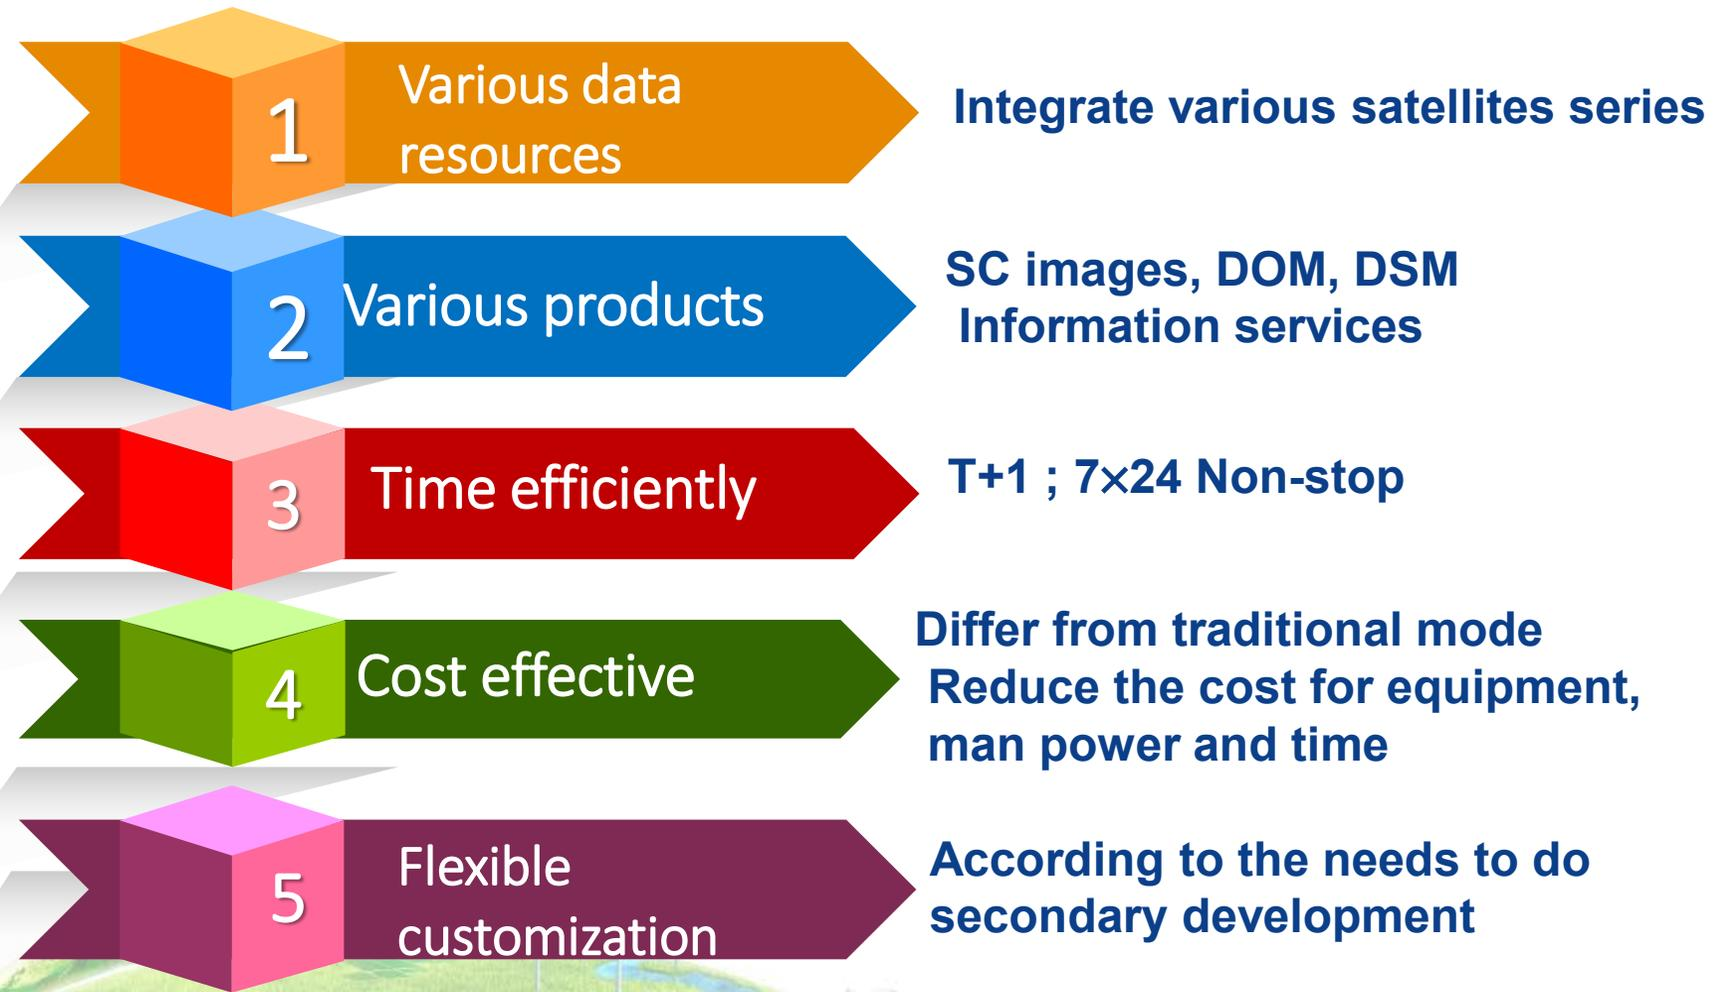 1
Various data
resources
Integrate various satellites series
2
Various products
SC images, DOM, DSM
Information services
3
Time efficiently
T+1 ; 7×24 Non-stop
4
Cost effective
Differ from traditional mode
Reduce the cost for equipment,
man power and time
5
Flexible
customization
According to the needs to do
secondary development